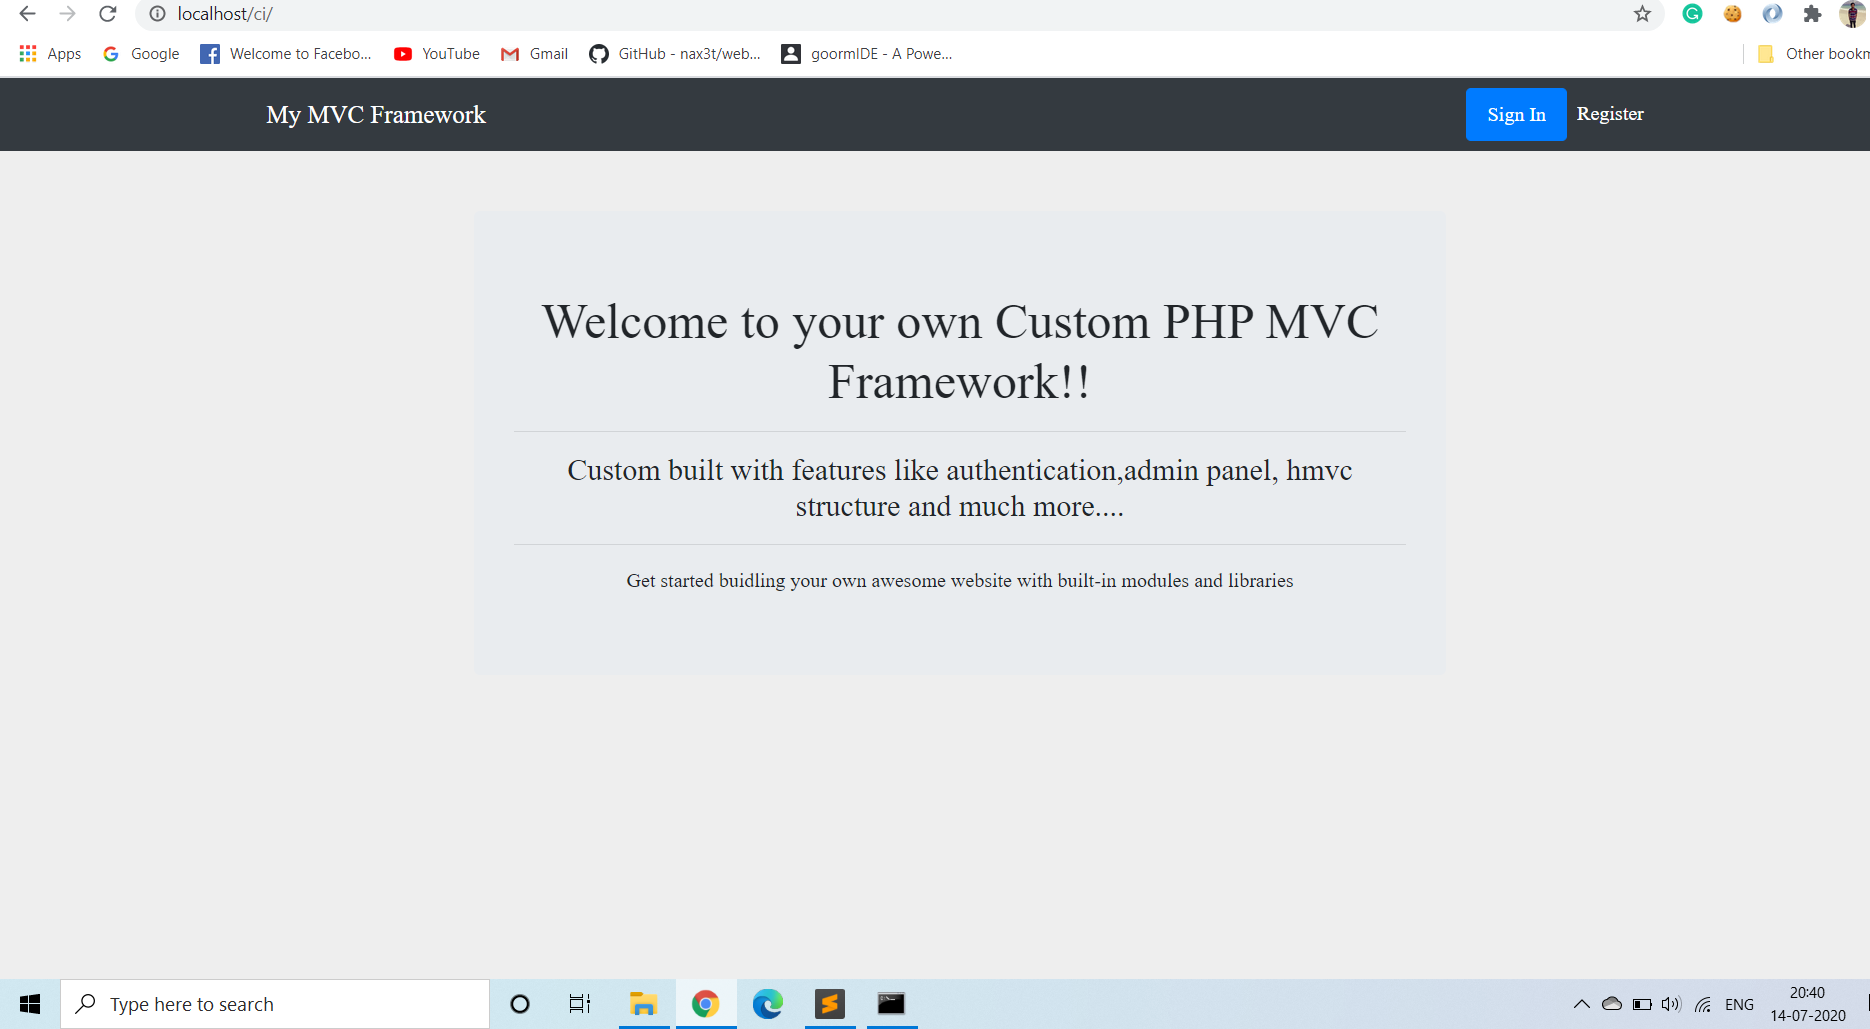 localhost/ci/
Apps Google Welcome to Facebo... YouTube Gmail GitHub - nax3t/web... goormIDE - A Powe... Other bookm
My MVC Framework Sign In Register
Welcome to your own Custom PHP MVC
Framework!!
Custom built with features like authentication,admin panel, hmvc
structure and much more....
Get started buidling your own awesome website with built-in modules and libraries
Type here to search
ENG
20:40
14-07-2020